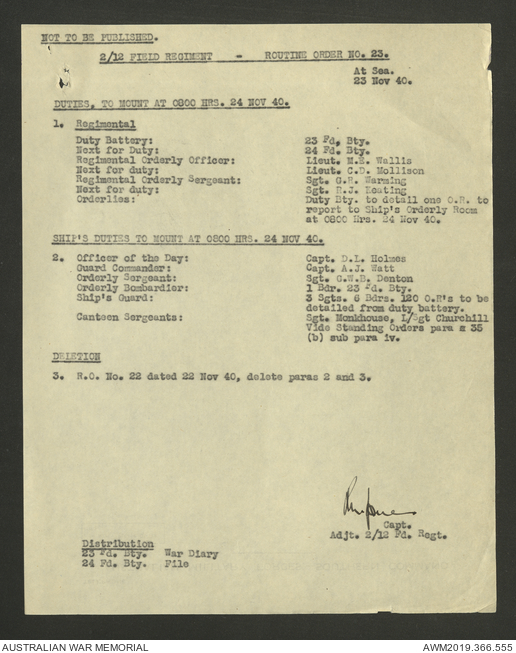 NOT TO BE PUBLISHED.
2/12 FIELD REGIMENT - ROUTINE ORDER NO. 23.
At Sea.
23 Nov 40.
DUTIES, TO MOUNT AT 0800 HRS. 24 NOV 40.
1. Regimental
Duty Battery: 23 Fd. Bty.
Next for Duty: 24 Fd. Bty.
Regimental Orderly Officer: Lieut. M.E. Wallis
Next for duty: Lieut. C.D. Mollison
Regimental Orderly Sergeant: Sgt. G.R. Warming
Next for duty: Sgt. R.J. Keating
Orderlies: Duty Bty. to detail one O.R. to
report to Ship's Orderly Room
at 0800 Hrs. 24 Nov 40.
SHIP'S DUTIES TO MOUNT AT 0800 HRS. 24 NOV 40.
2. Officer of the Day: Capt. D.L. Holmes
Guard Commander: Capt. A.J. Watt
Orderly Sergeant: Sgt. G.W.B. Denton
Orderly Bombardier: 1 Bdr. 23 Fd. Bty.
Ship's Guard: 3 Sgts. 6 Bdrs. 120 O.R's to be
detailed from duty battery.
Canteen Sergeants: Sgt. Monkhouse, L/Sgt Churchill
Vide Standing Orders para 35
(b) sub para iv.
DELETION
3. R.O. No. 22 dated 22 Nov 40, delete paras 2 and 3.
Capt.
Adjt. 2/12 Fd. Regt.
Distribution
23 Fd. Bty. War Diary
24 Fd. Bty. File
AUSTRALIAN WAR MEMORIAL AWM2019.366.555